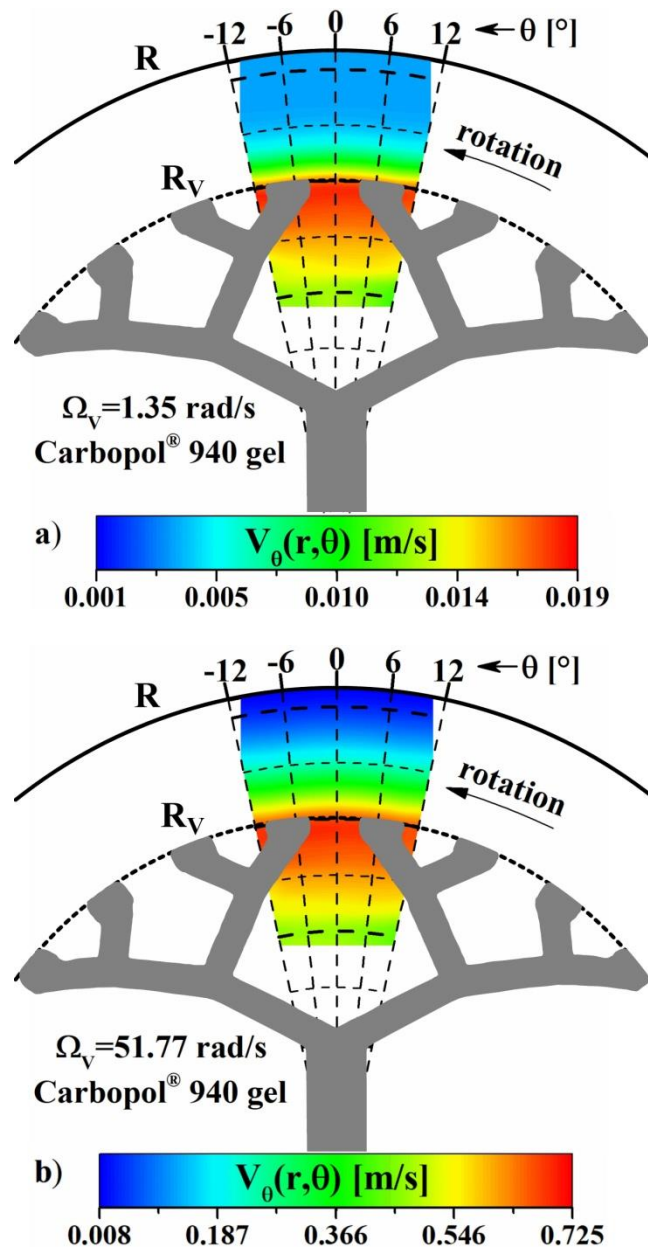 -12 -6 0 6 12 ← θ [°]
R
rotation
R_V
Ω_V=1.35 rad/s
Carbopol® 940 gel
a)
V_θ(r,θ) [m/s]
0.001 0.005 0.010 0.014 0.019
-12 -6 0 6 12 ← θ [°]
R
rotation
R_V
Ω_V=51.77 rad/s
Carbopol® 940 gel
b)
V_θ(r,θ) [m/s]
0.008 0.187 0.366 0.546 0.725